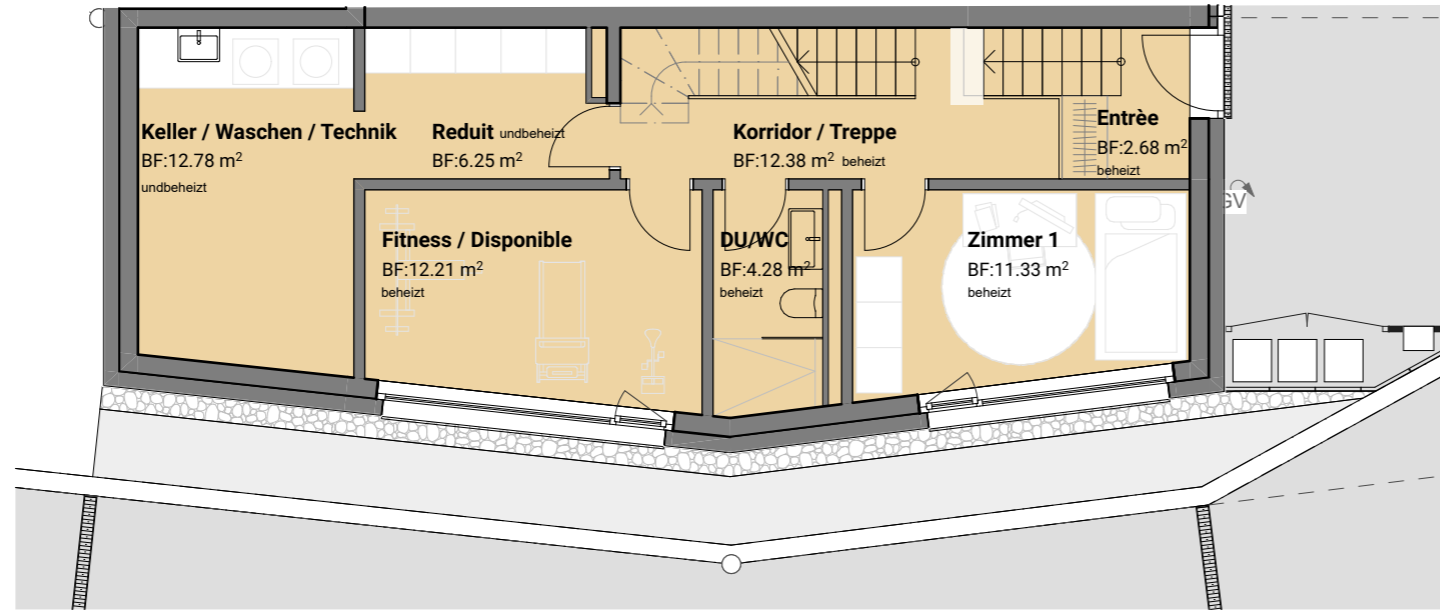 Keller / Waschen / Technik
BF:12.78 m²
undbeheizt
Reduit undbeheizt
BF:6.25 m²
Korridor / Treppe
BF:12.38 m² beheizt
Entrèe
BF:2.68 m²
beheizt
GV
Fitness / Disponible
BF:12.21 m²
beheizt
DU/WC
BF:4.28 m²
beheizt
Zimmer 1
BF:11.33 m²
beheizt